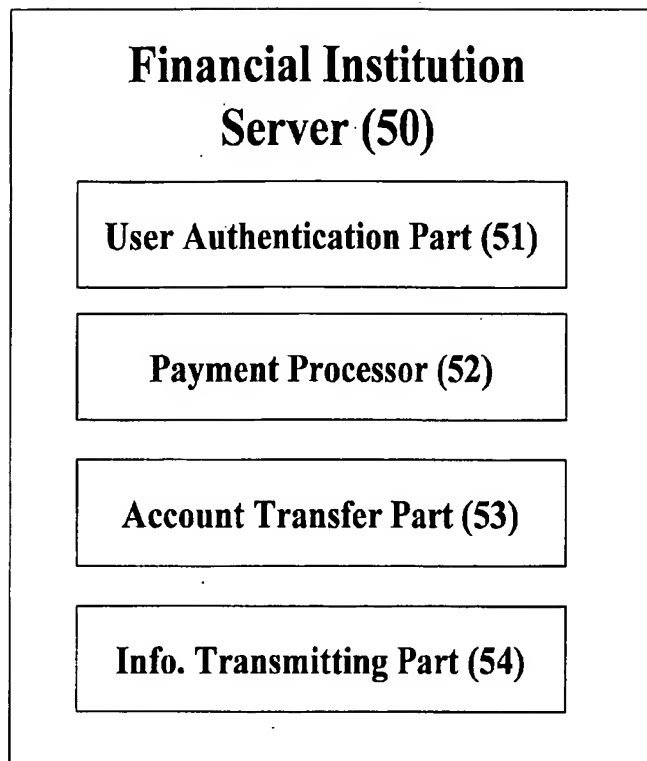 Financial Institution
Server (50)
User Authentication Part (51)
Payment Processor (52)
Account Transfer Part (53)
Info. Transmitting Part (54)